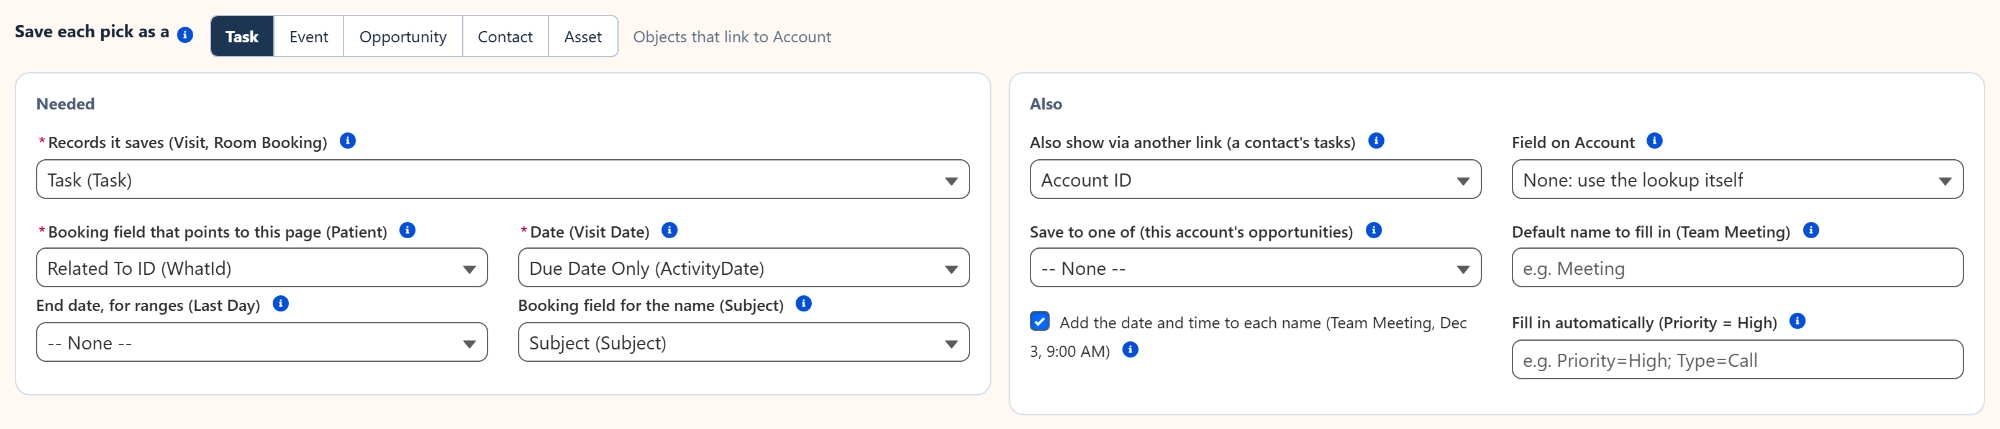 Save each pick as a
Task Event Opportunity Contact Asset Objects that link to Account
Needed
*Records it saves (Visit, Room Booking)
Task (Task)
*Booking field that points to this page (Patient)
Related To ID (WhatId)
*Date (Visit Date)
Due Date Only (ActivityDate)
End date, for ranges (Last Day)
-- None --
Booking field for the name (Subject)
Subject (Subject)
Also
Also show via another link (a contact's tasks)
Account ID
Field on Account
None: use the lookup itself
Save to one of (this account's opportunities)
-- None --
Default name to fill in (Team Meeting)
e.g. Meeting
Add the date and time to each name (Team Meeting, Dec
3, 9:00 AM)
Fill in automatically (Priority = High)
e.g. Priority=High; Type=Call